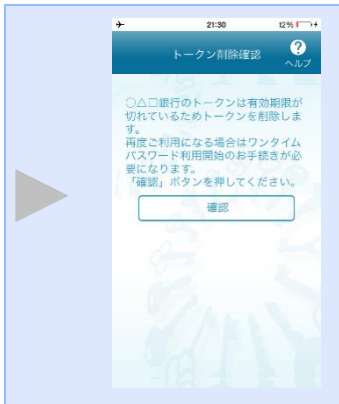 21:30
12%
トークン削除確認
?
ヘルプ
○△□銀行のトークンは有効期限が
切れているためトークンを削除しま
す。
再度ご利用になる場合はワンタイム
パスワード利用開始のお手続きが必
要になります。
「確認」ボタンを押してください。
確認